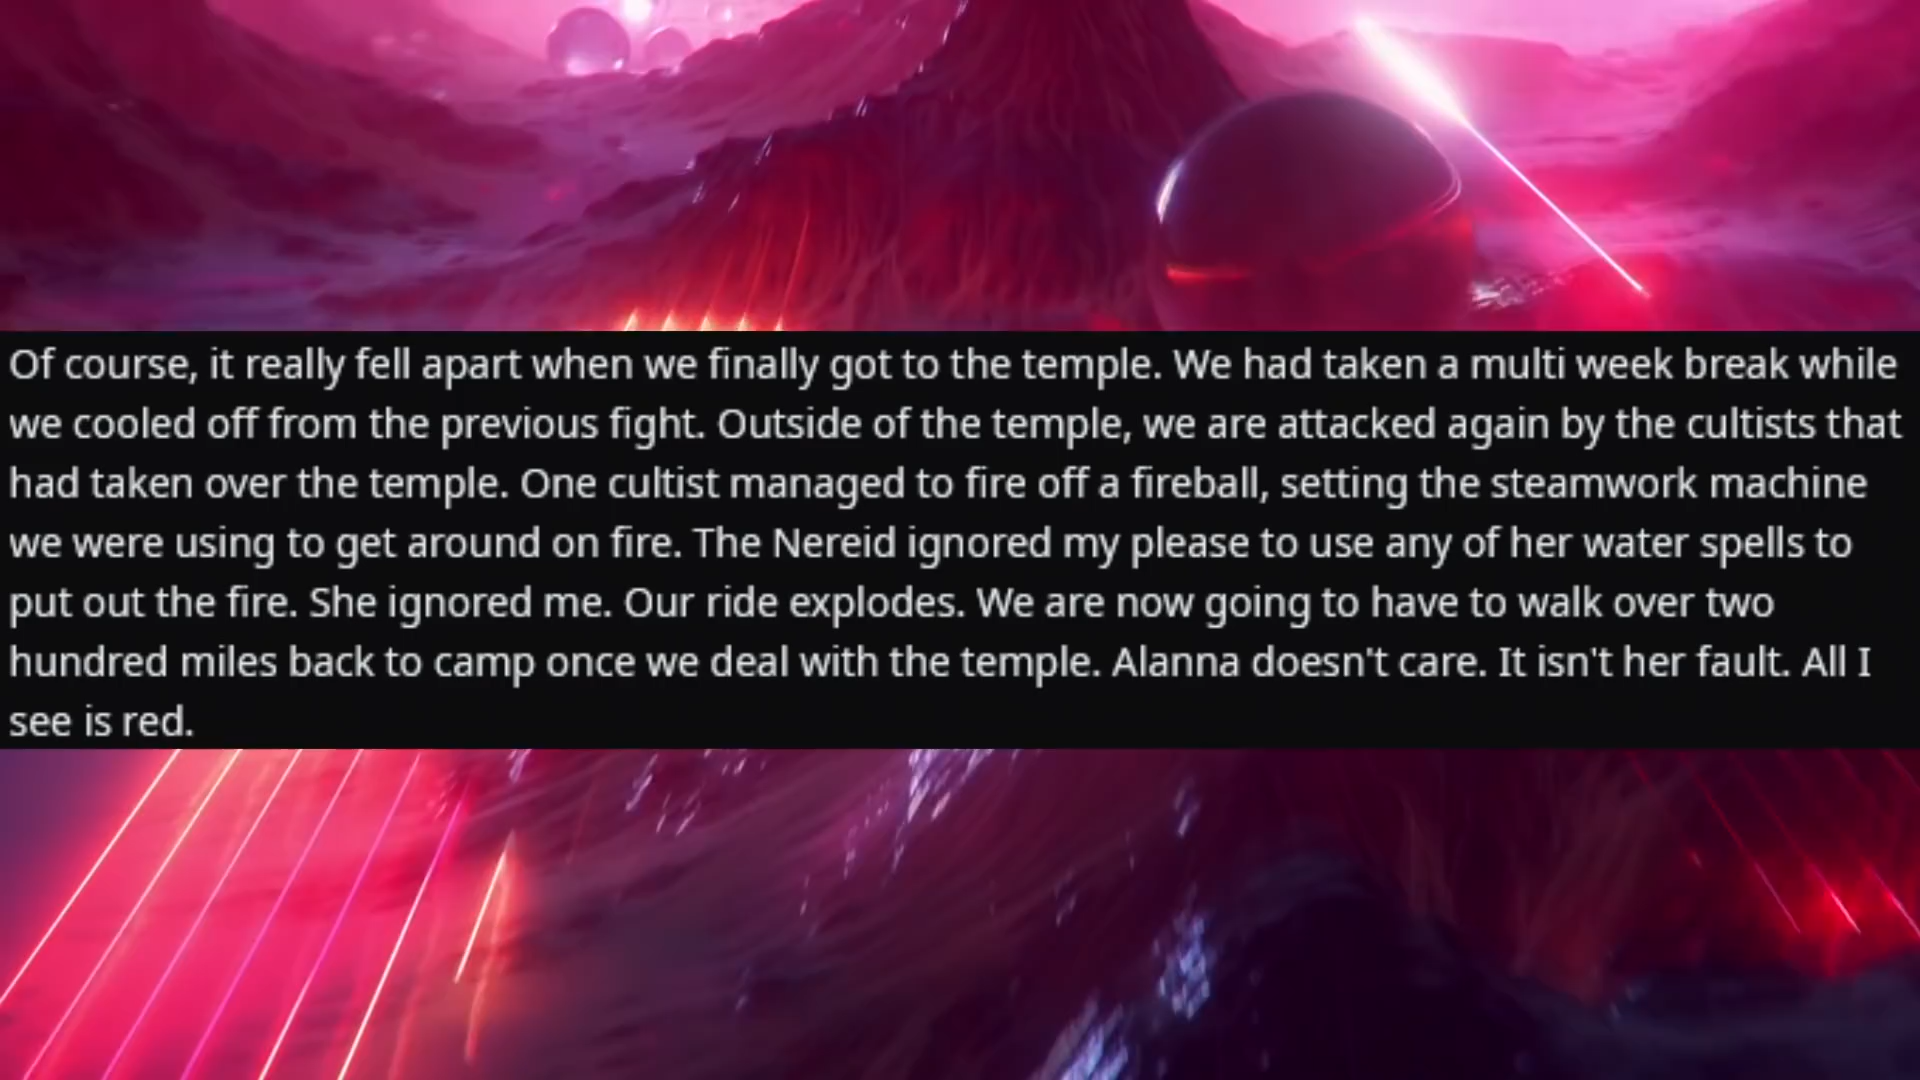 Of course, it really fell apart when we finally got to the temple. We had taken a multi week break while
we cooled off from the previous fight. Outside of the temple, we are attacked again by the cultists that
had taken over the temple. One cultist managed to fire off a fireball, setting the steamwork machine
we were using to get around on fire. The Nereid ignored my please to use any of her water spells to
put out the fire. She ignored me. Our ride explodes. We are now going to have to walk over two
hundred miles back to camp once we deal with the temple. Alanna doesn't care. It isn't her fault. All I
see is red.